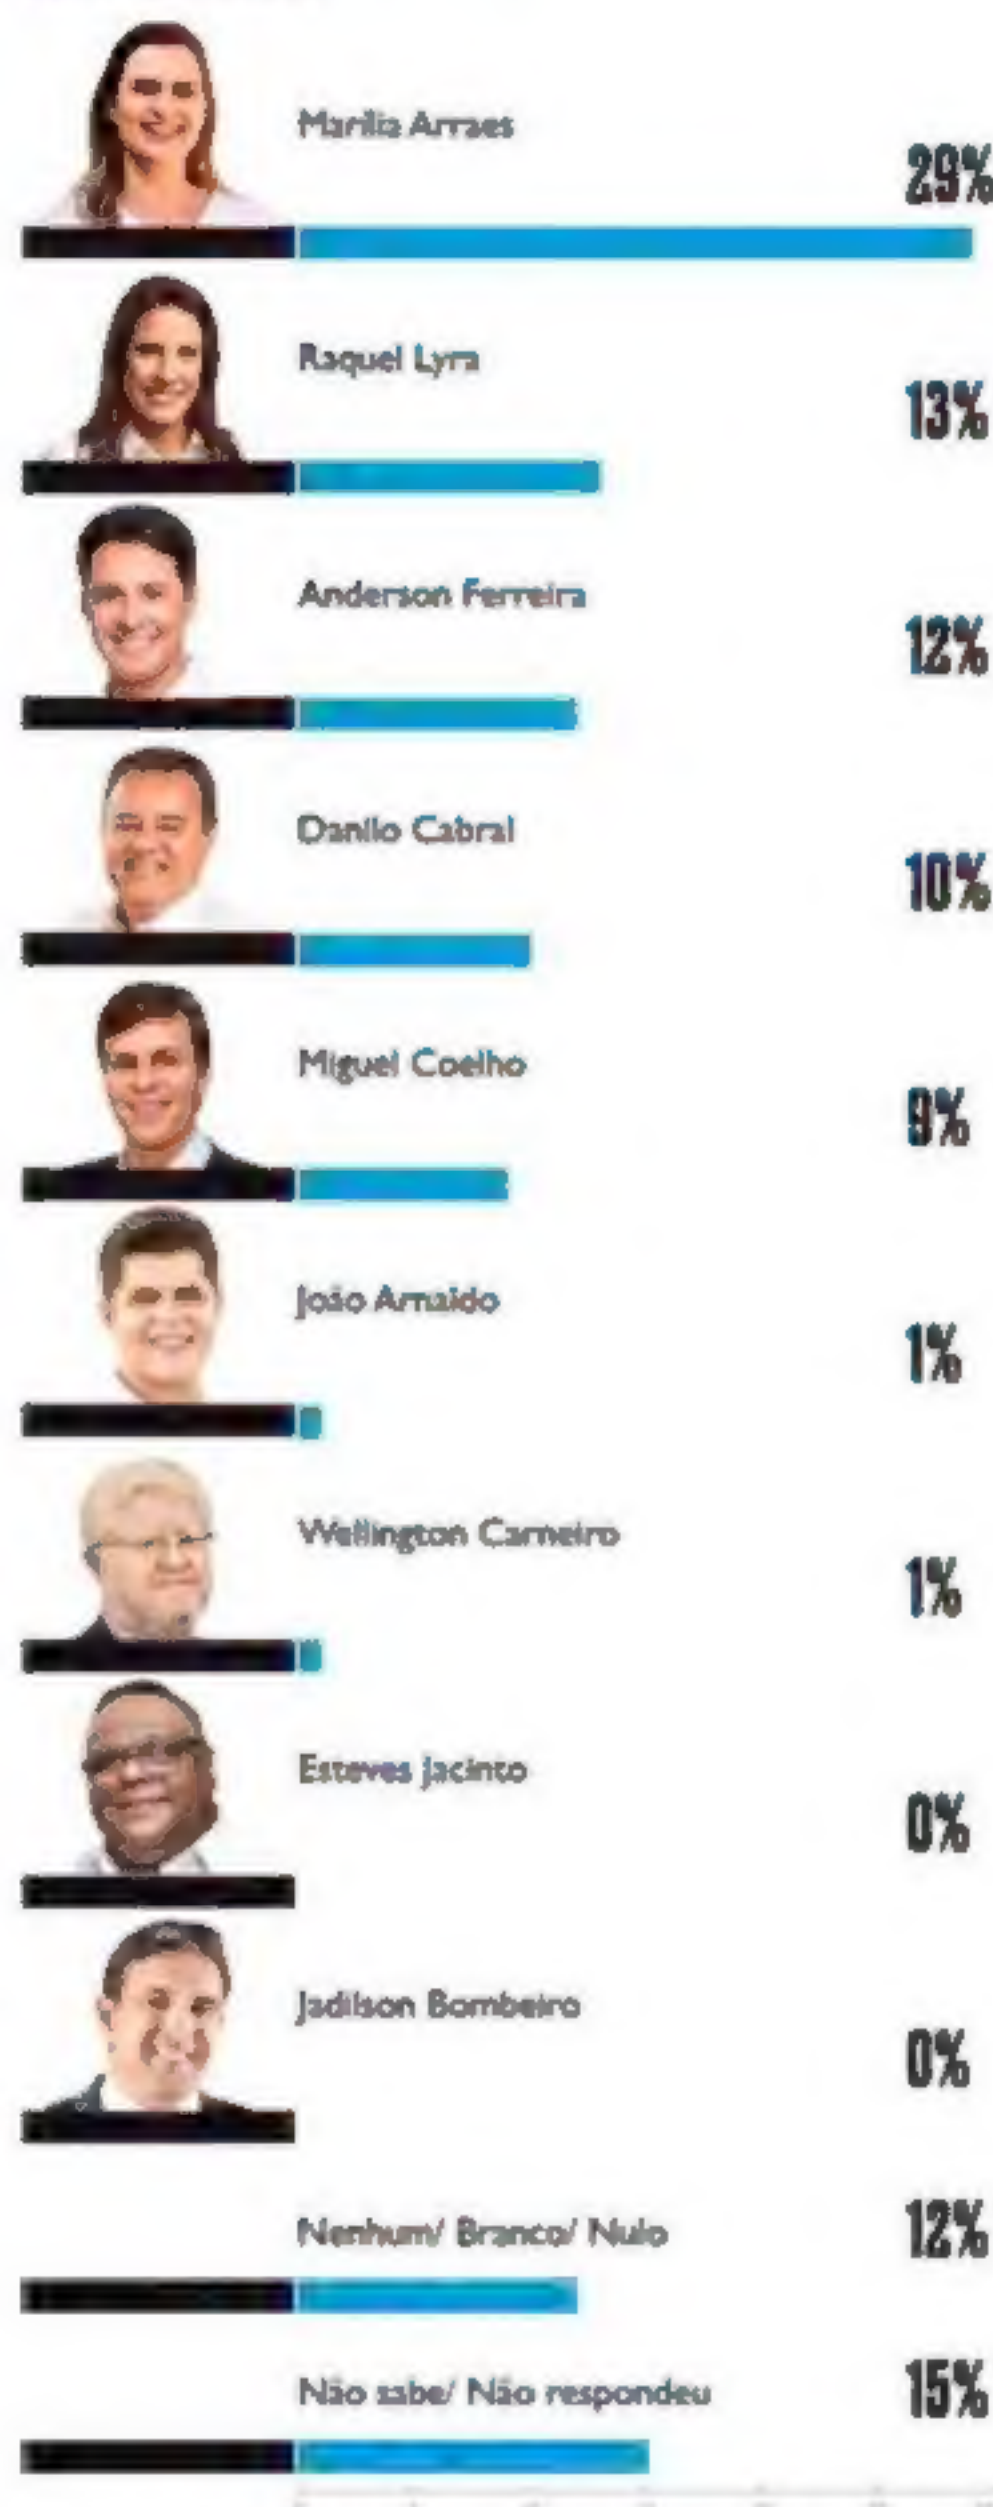 Marília Arraes
29%
Raquel Lyra
13%
Anderson Ferreira
12%
Danilo Cabral
10%
Miguel Coelho
9%
João Arnaldo
1%
Wellington Carneiro
1%
Esteves Jacinto
0%
Jadilson Bombeiro
0%
Nenhum/ Branco/ Nulo
12%
Não sabe/ Não respondeu
15%